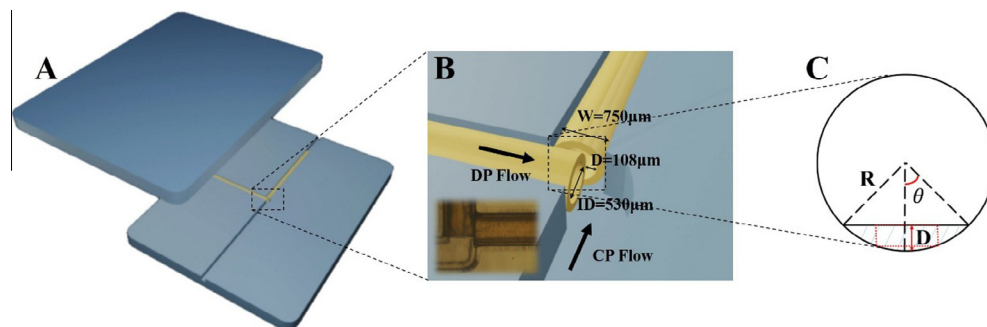 A
B
C
W=750μm
D=108μm
DP Flow
ID=530μm
CP Flow
R
θ
D